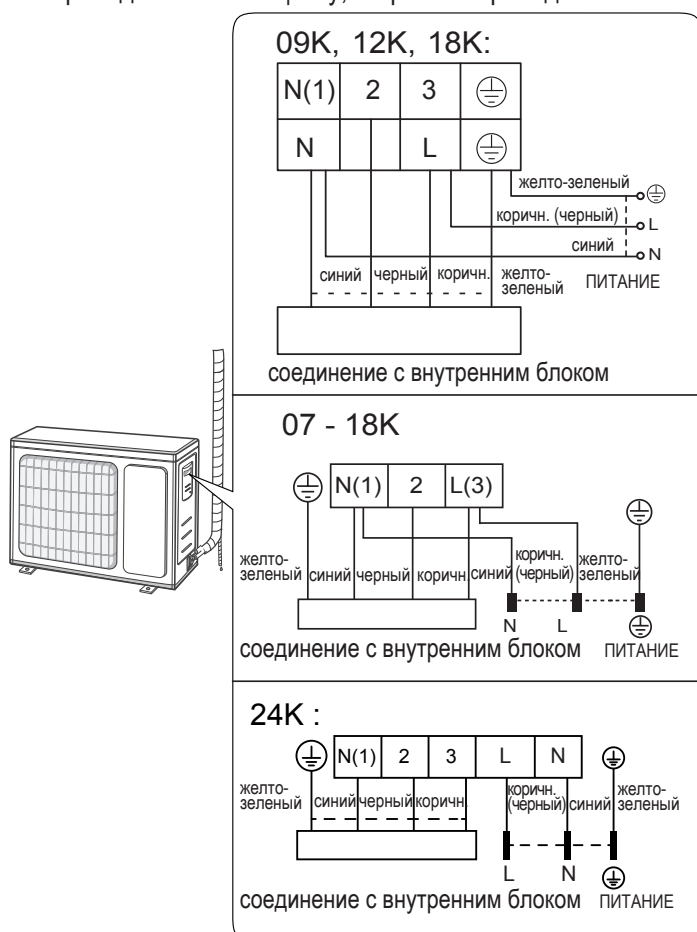 09K, 12K, 18K:
N(1) 2 3
N L
желто-зеленый
коричн. (черный) L
синий N
синий черный коричн. желто-
зеленый ПИТАНИЕ
соединение с внутренним блоком
07 - 18K
N(1) 2 L(3)
желто-
зеленый синий черный коричн. синий коричн.
(черный) желто-
зеленый
N L
соединение с внутренним блоком ПИТАНИЕ
24K :
N(1) 2 3 L N
желто-
зеленый синий черный коричн. коричн.
(черный) синий желто-
зеленый
L N
соединение с внутренним блоком ПИТАНИЕ